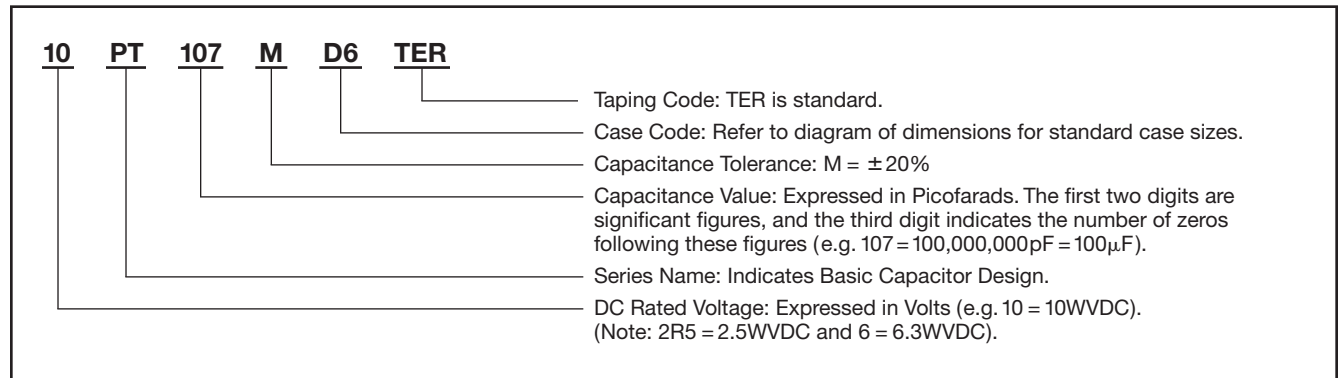 10 PT 107 M D6 TER
Taping Code: TER is standard.
Case Code: Refer to diagram of dimensions for standard case sizes.
Capacitance Tolerance: M = ±20%
Capacitance Value: Expressed in Picofarads. The first two digits are
significant figures, and the third digit indicates the number of zeros
following these figures (e.g. 107 = 100,000,000pF = 100μF).
Series Name: Indicates Basic Capacitor Design.
DC Rated Voltage: Expressed in Volts (e.g. 10 = 10WVDC).
(Note: 2R5 = 2.5WVDC and 6 = 6.3WVDC).